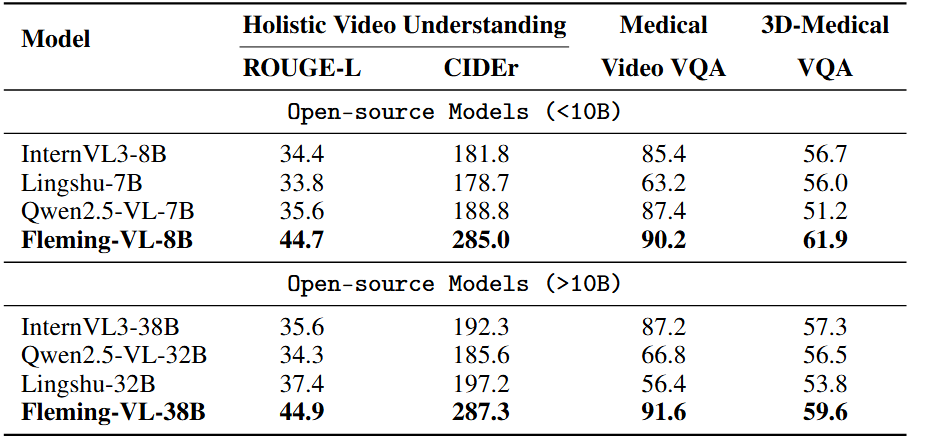 Model Holistic Video Understanding Medical 3D-Medical
ROUGE-L CIDEr Video VQA VQA
Open-source Models (<10B)
InternVL3-8B 34.4 181.8 85.4 56.7
Lingshu-7B 33.8 178.7 63.2 56.0
Qwen2.5-VL-7B 35.6 188.8 87.4 51.2
Fleming-VL-8B 44.7 285.0 90.2 61.9
Open-source Models (>10B)
InternVL3-38B 35.6 192.3 87.2 57.3
Qwen2.5-VL-32B 34.3 185.6 66.8 56.5
Lingshu-32B 37.4 197.2 56.4 53.8
Fleming-VL-38B 44.9 287.3 91.6 59.6